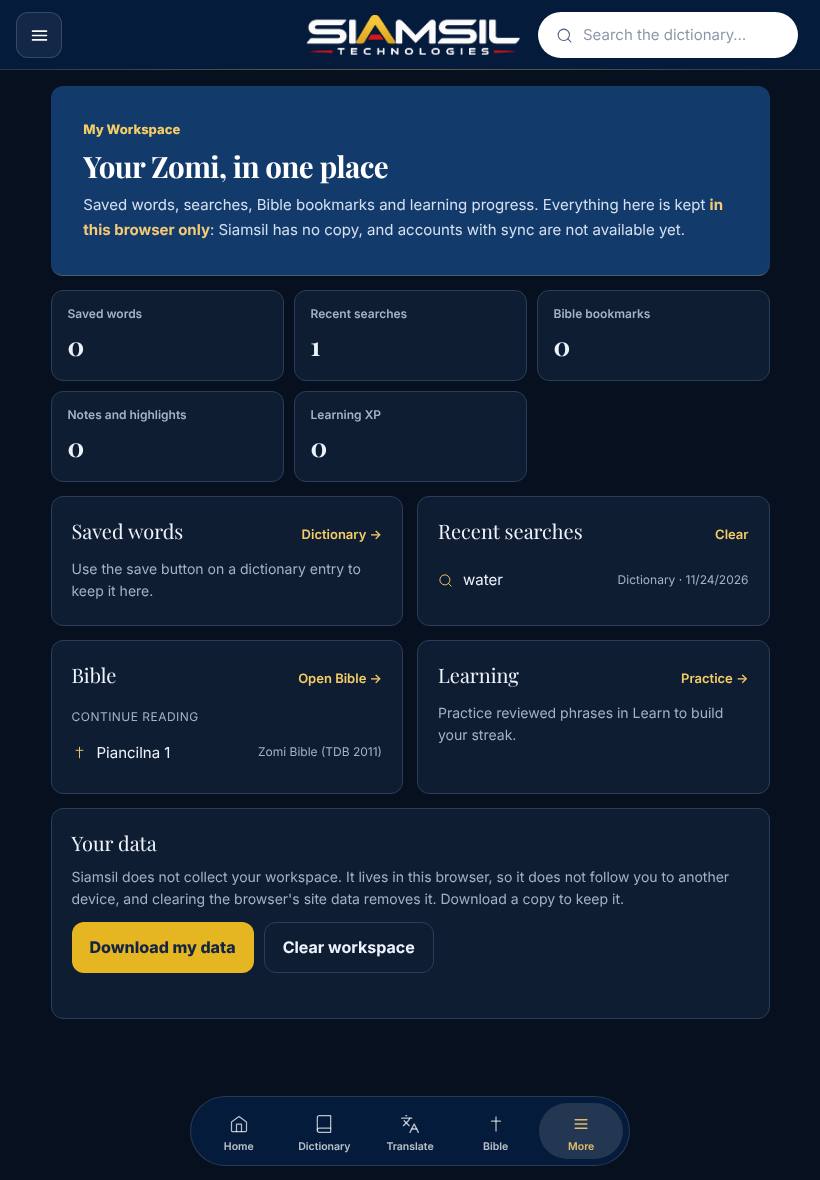 SIAMSIL
TECHNOLOGIES
Search the dictionary...
My Workspace
Your Zomi, in one place
Saved words, searches, Bible bookmarks and learning progress. Everything here is kept in
this browser only: Siamsil has no copy, and accounts with sync are not available yet.
Saved words
0
Recent searches
1
Bible bookmarks
0
Notes and highlights
0
Learning XP
0
Saved words
Dictionary →
Use the save button on a dictionary entry to
keep it here.
Recent searches
Clear
water
Dictionary · 11/24/2026
Bible
Open Bible →
CONTINUE READING
Piancilna 1
Zomi Bible (TDB 2011)
Learning
Practice →
Practice reviewed phrases in Learn to build
your streak.
Your data
Siamsil does not collect your workspace. It lives in this browser, so it does not follow you to another
device, and clearing the browser's site data removes it. Download a copy to keep it.
Download my data
Clear workspace
Home
Dictionary
Translate
Bible
More